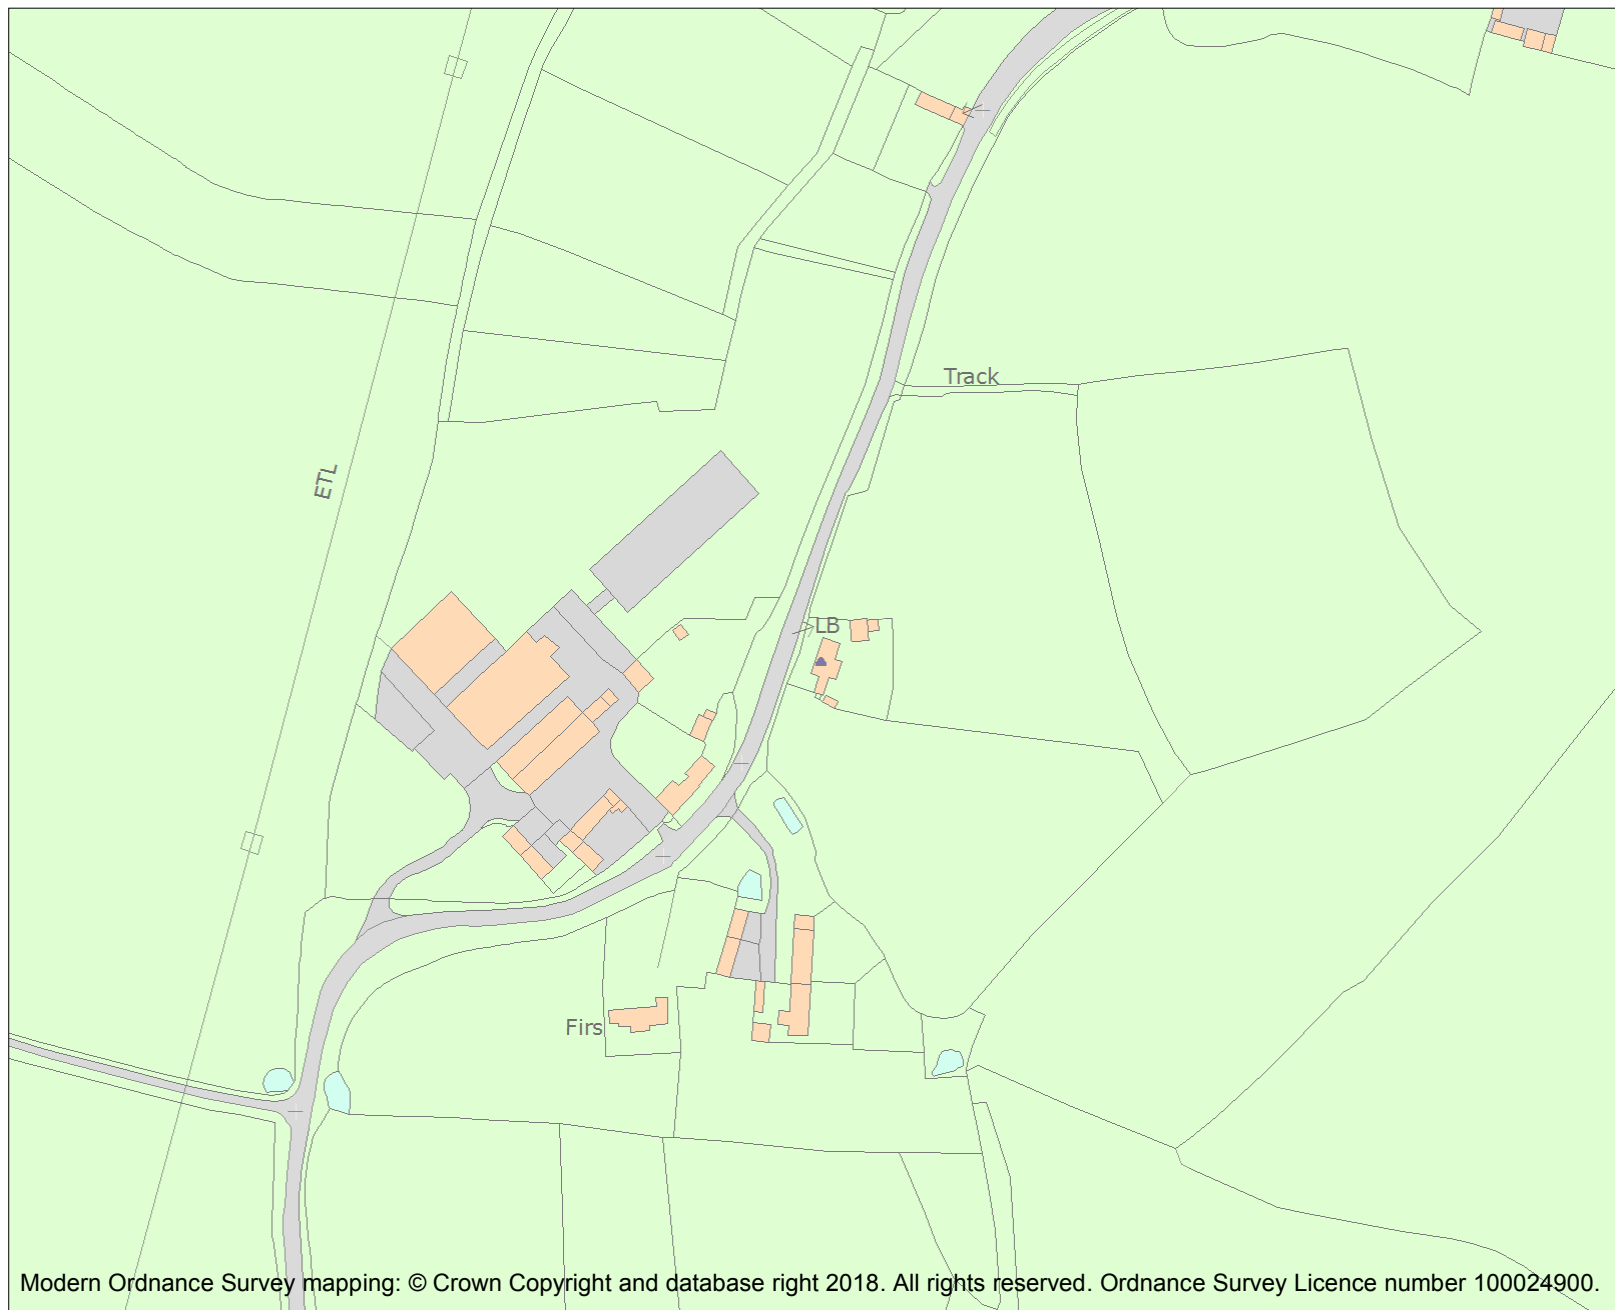 Track
ETL
LB
Firs
Modern Ordnance Survey mapping: © Crown Copyright and database right 2018. All rights reserved. Ordnance Survey Licence number 100024900.